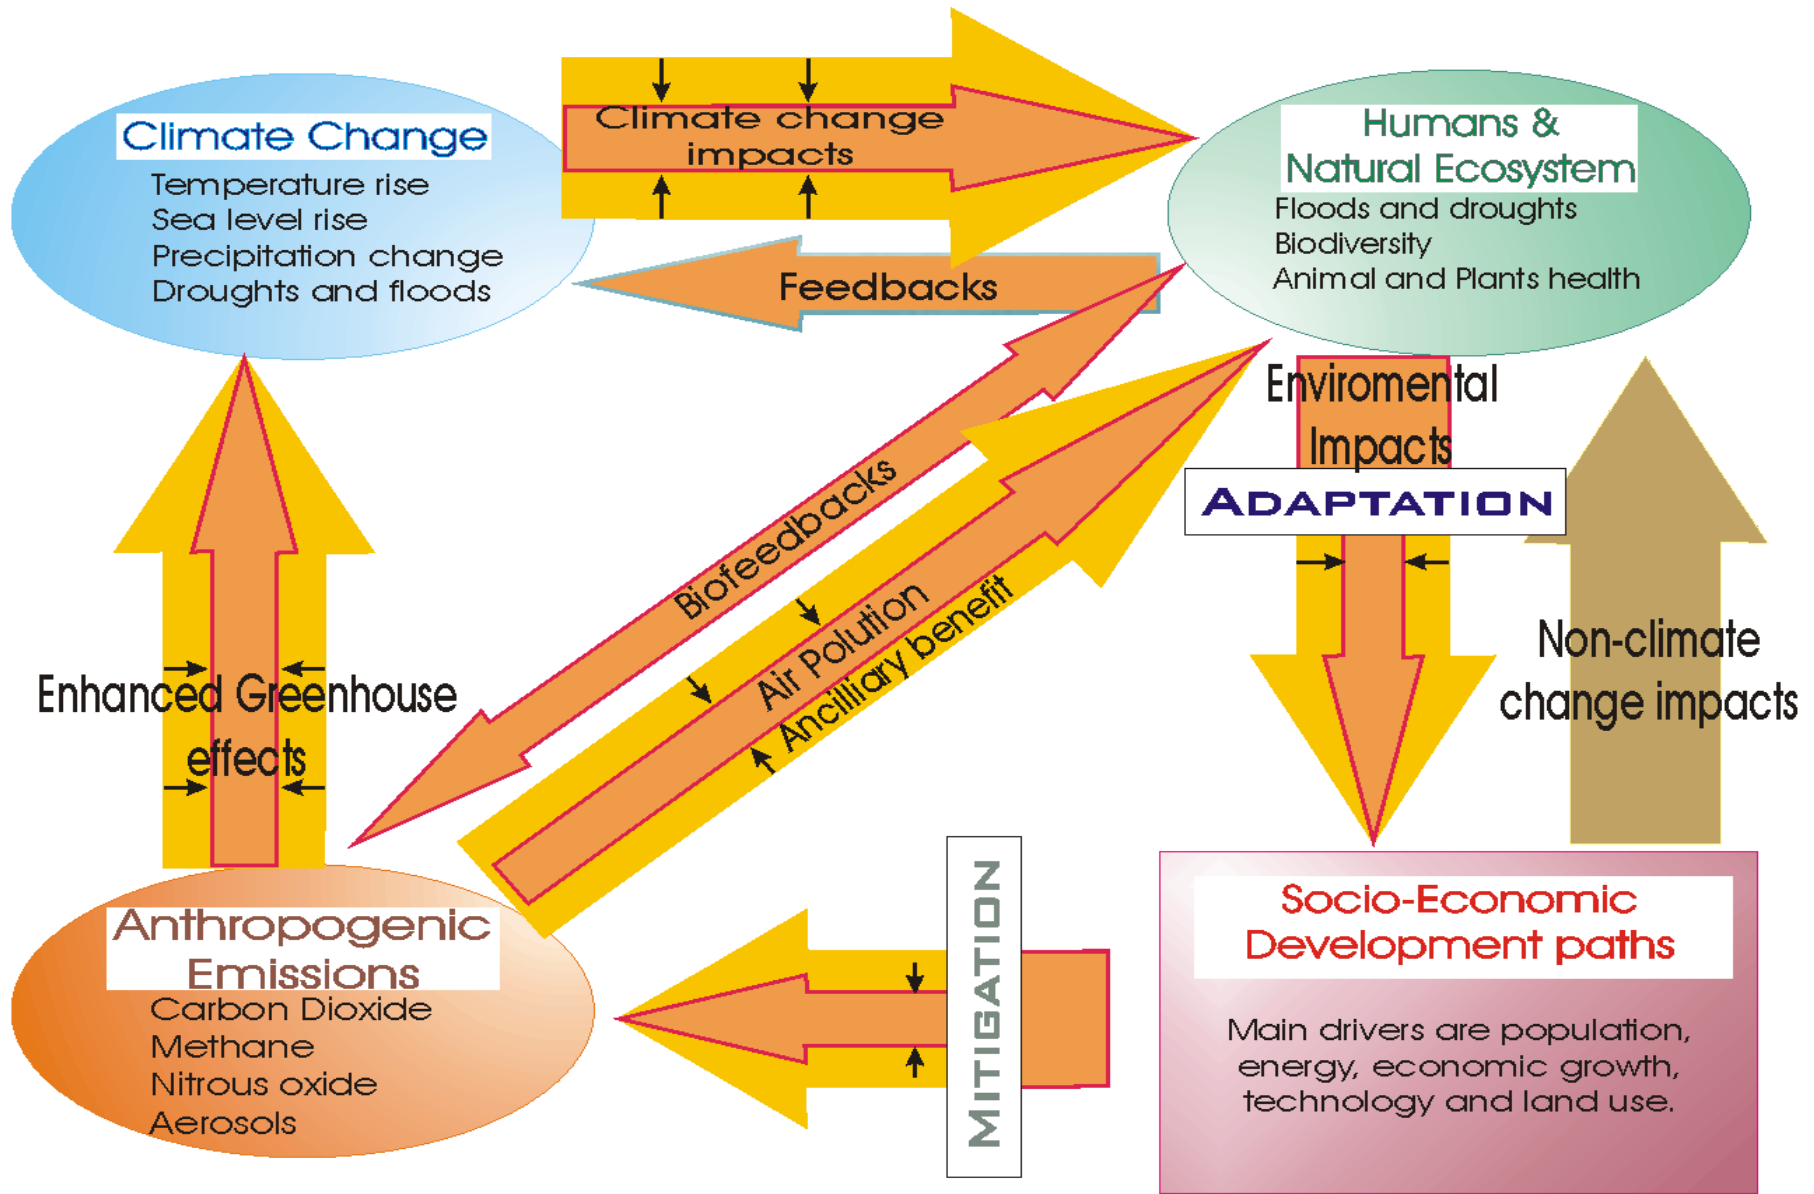 Climate Change
Temperature rise
Sea level rise
Precipitation change
Droughts and floods
Climate change
impacts
Feedbacks
Humans &
Natural Ecosystem
Floods and droughts
Biodiversity
Animal and Plants health
Enviromental
Impacts
ADAPTATION
Non-climate
change impacts
Biofeedbacks
Air Polution
Ancilliary benefit
Enhanced Greenhouse
effects
Anthropogenic
Emissions
Carbon Dioxide
Methane
Nitrous oxide
Aerosols
MITIGATION
Socio-Economic
Development paths
Main drivers are population,
energy, economic growth,
technology and land use.